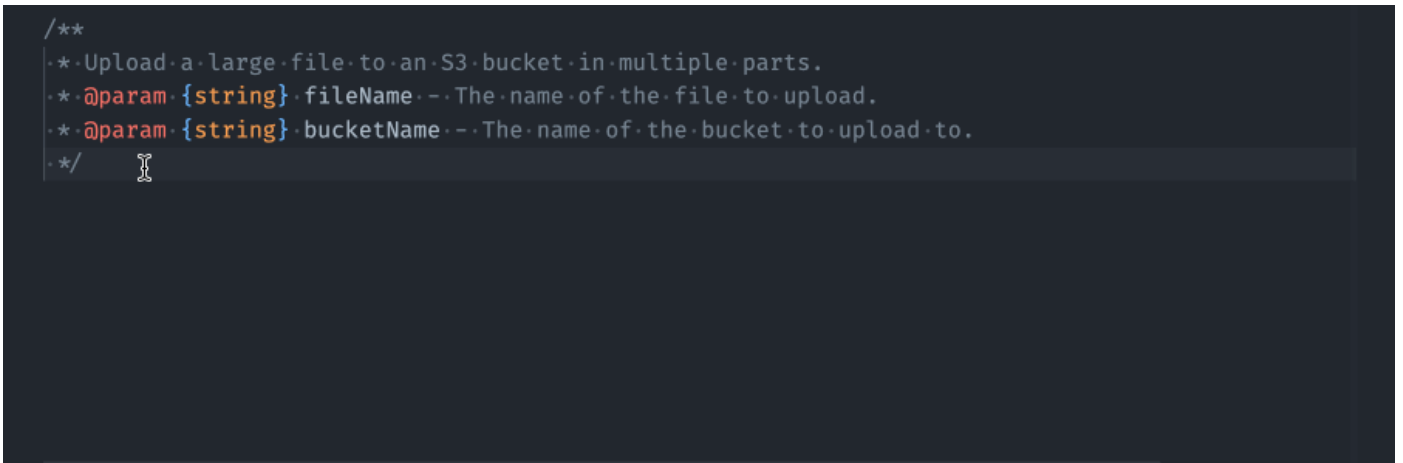 /**
 * Upload a large file to an S3 bucket in multiple parts.
 * @param {string} fileName - The name of the file to upload.
 * @param {string} bucketName - The name of the bucket to upload to.
 */